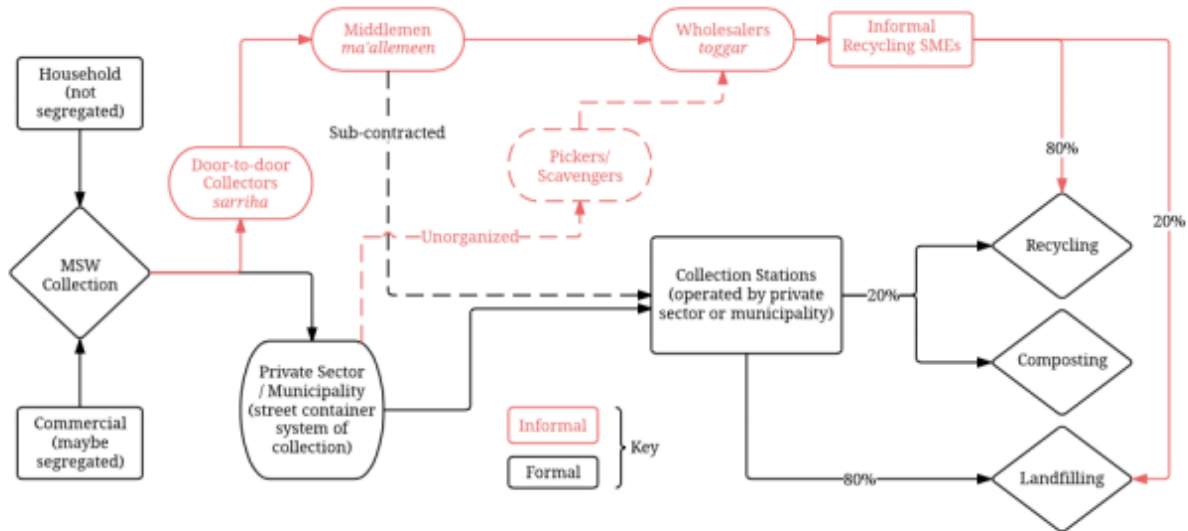 Middlemen
ma'allemeen
Wholesalers
toggar
Informal
Recycling SMEs
Household
(not
segregated)
Sub-contracted
Door-to-door
Collectors
sarriha
Pickers/
Scavengers
80%
20%
Unorganized
MSW
Collection
Collection Stations
(operated by private
sector or municipality)
20%
Recycling
Private Sector
/ Municipality
(street container
system of
collection)
Composting
Commercial
(maybe
segregated)
Informal
Formal
Key
80%
Landfilling